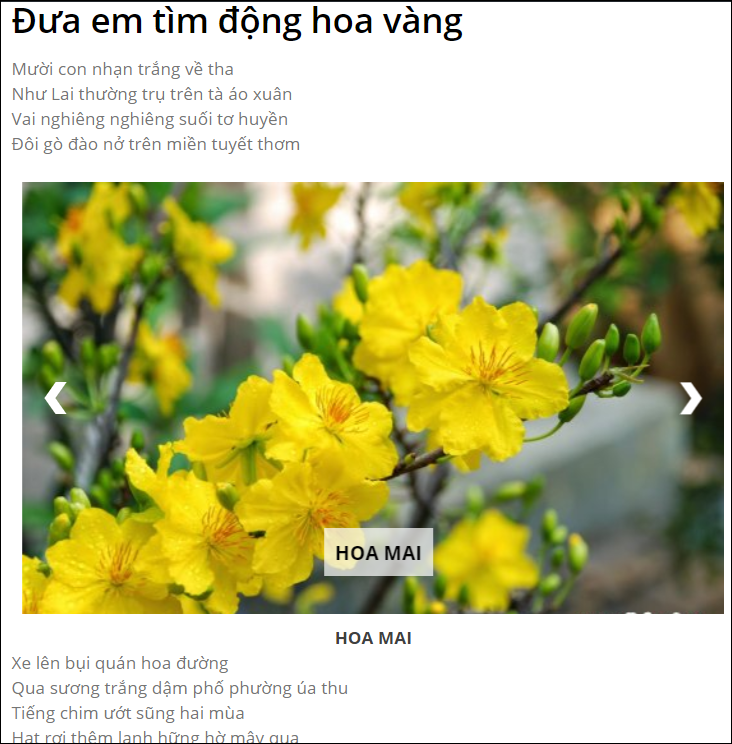 Đưa em tìm động hoa vàng
Mười con nhạn trắng về tha
Như Lai thường trụ trên tà áo xuân
Vai nghiêng nghiêng suối tơ huyền
Đôi gò đào nở trên miền tuyết thơm
❮ ❯
HOA MAI
HOA MAI
Xe lên bụi quán hoa đường
Qua sương trắng dậm phố phường úa thu
Tiếng chim ướt sũng hai mùa
Hạt rơi thêm lạnh hững hờ mây qua